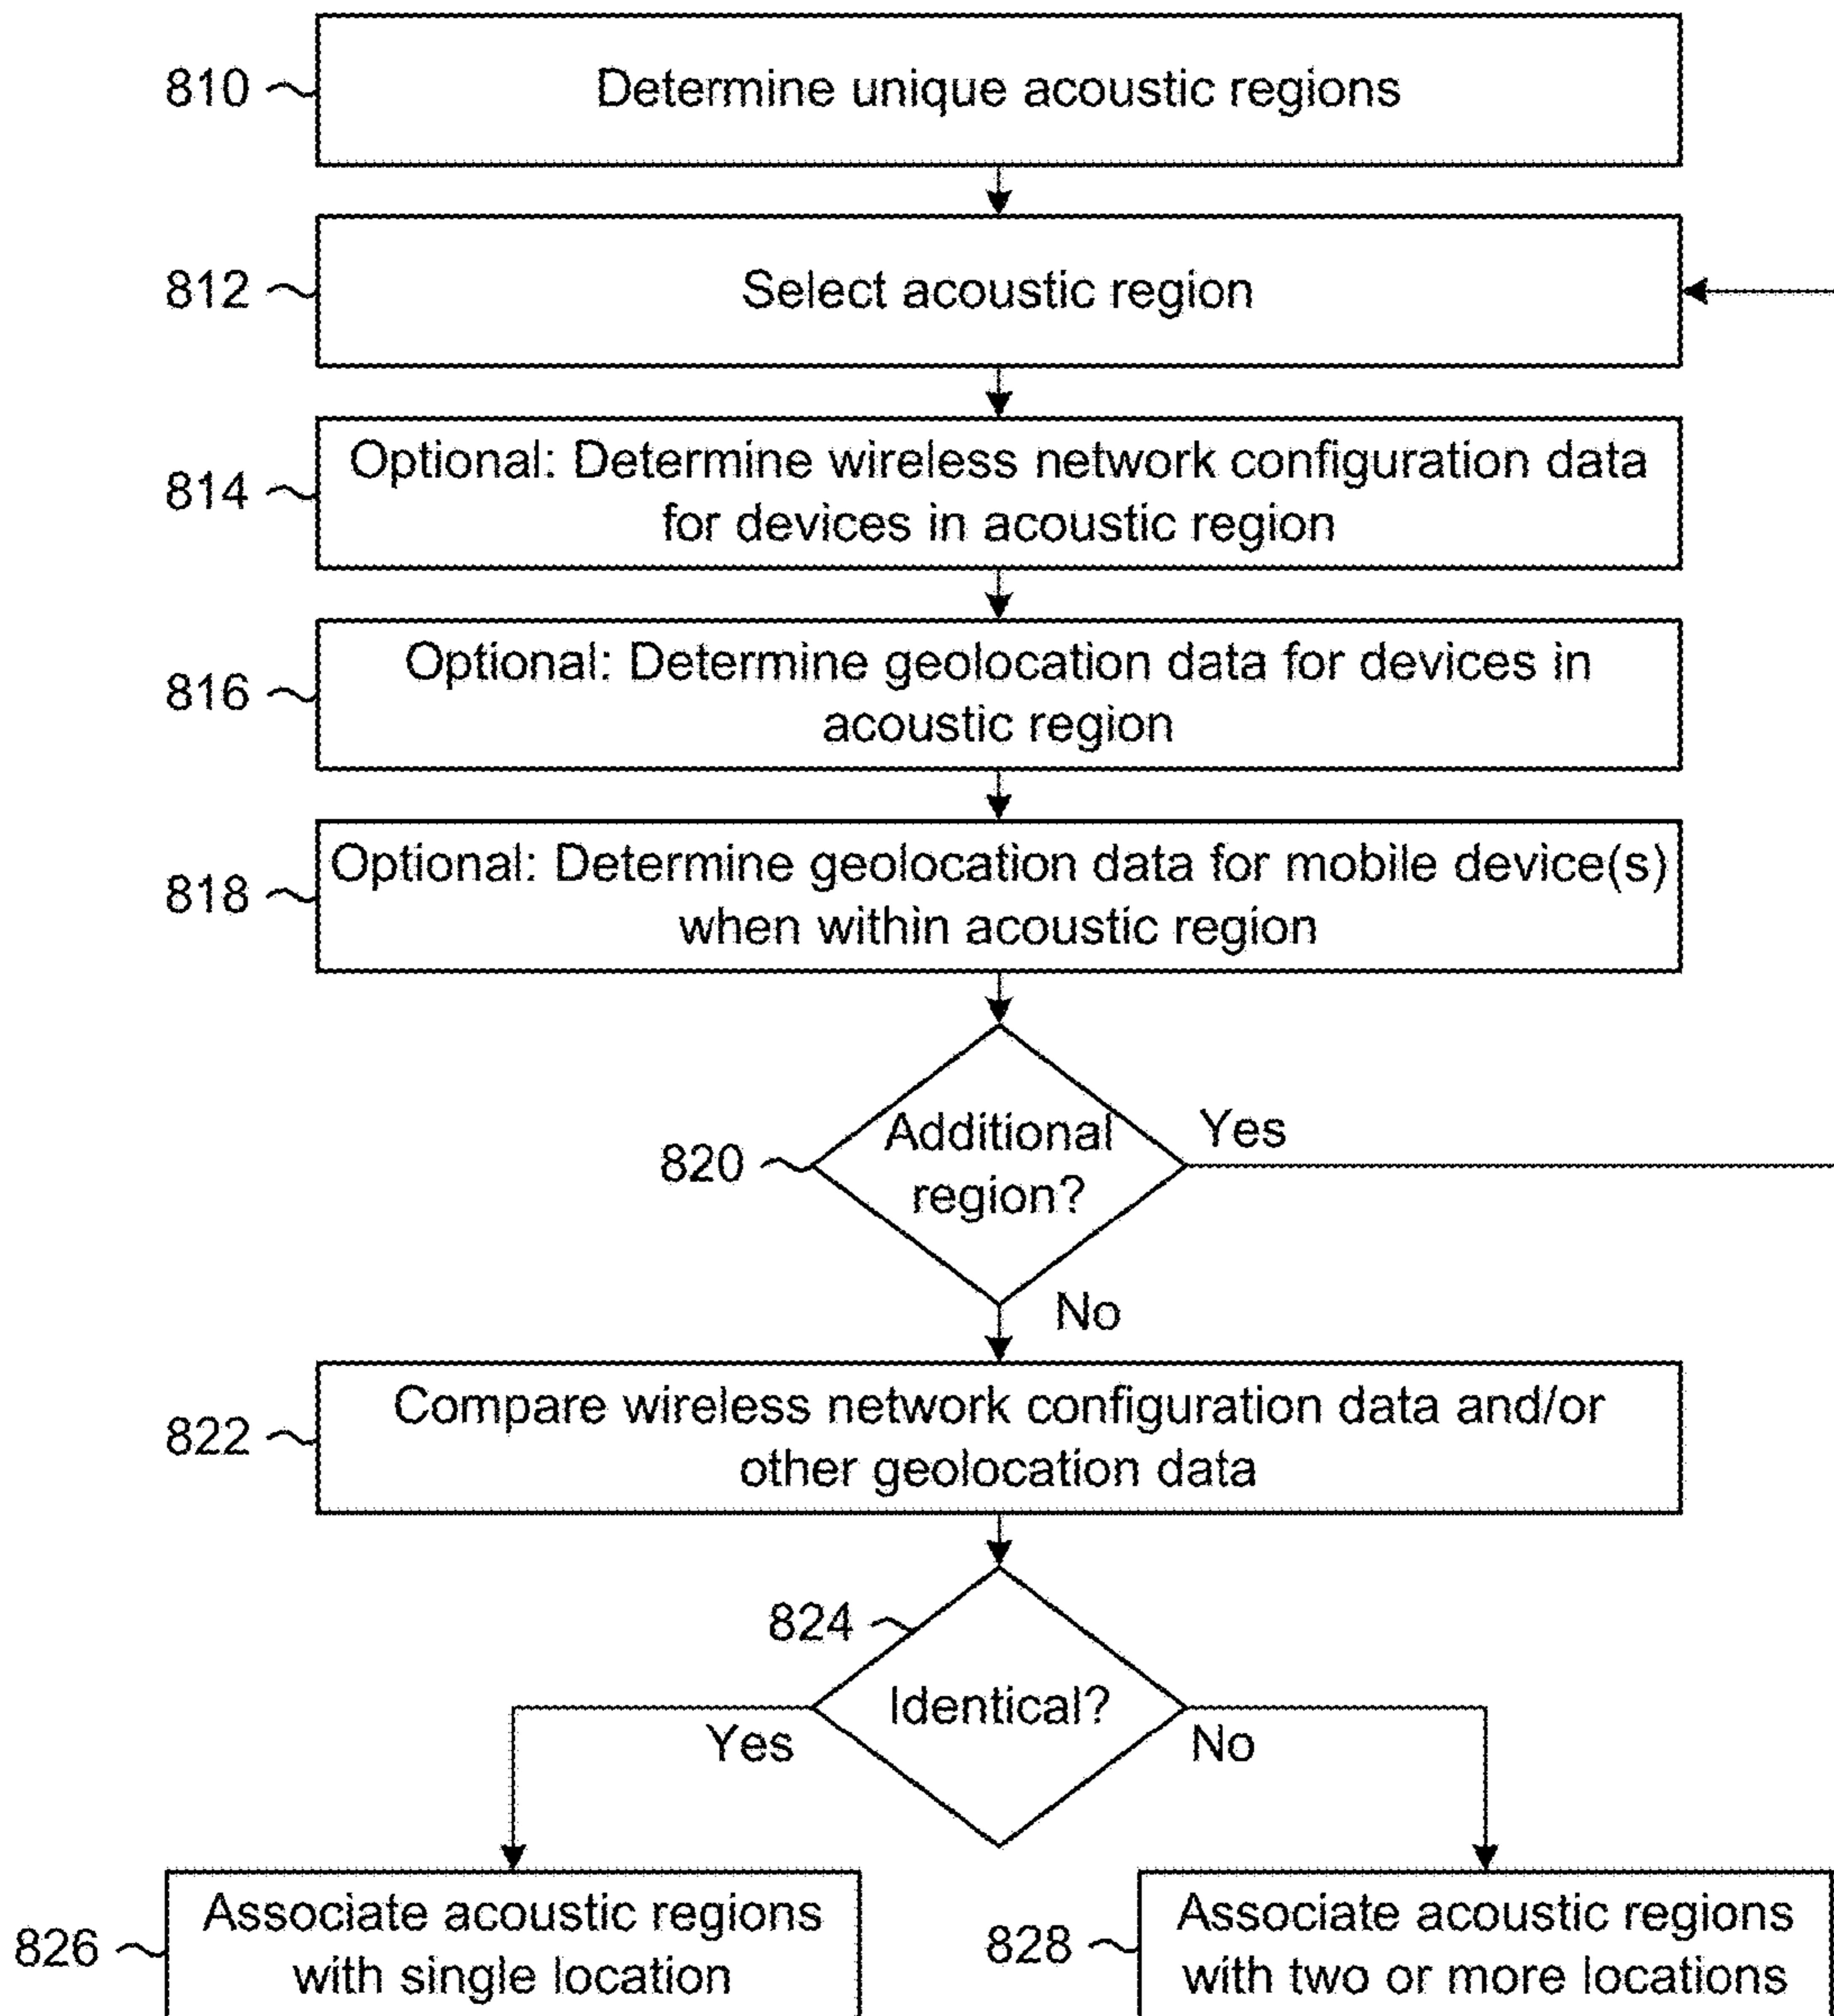 810
Determine unique acoustic regions
812
Select acoustic region
814
Optional: Determine wireless network configuration data
for devices in acoustic region
816
Optional: Determine geolocation data for devices in
acoustic region
818
Optional: Determine geolocation data for mobile device(s)
when within acoustic region
820
Additional
region?
Yes
No
822
Compare wireless network configuration data and/or
other geolocation data
824
Identical?
Yes
No
826
Associate acoustic regions
with single location
828
Associate acoustic regions
with two or more locations